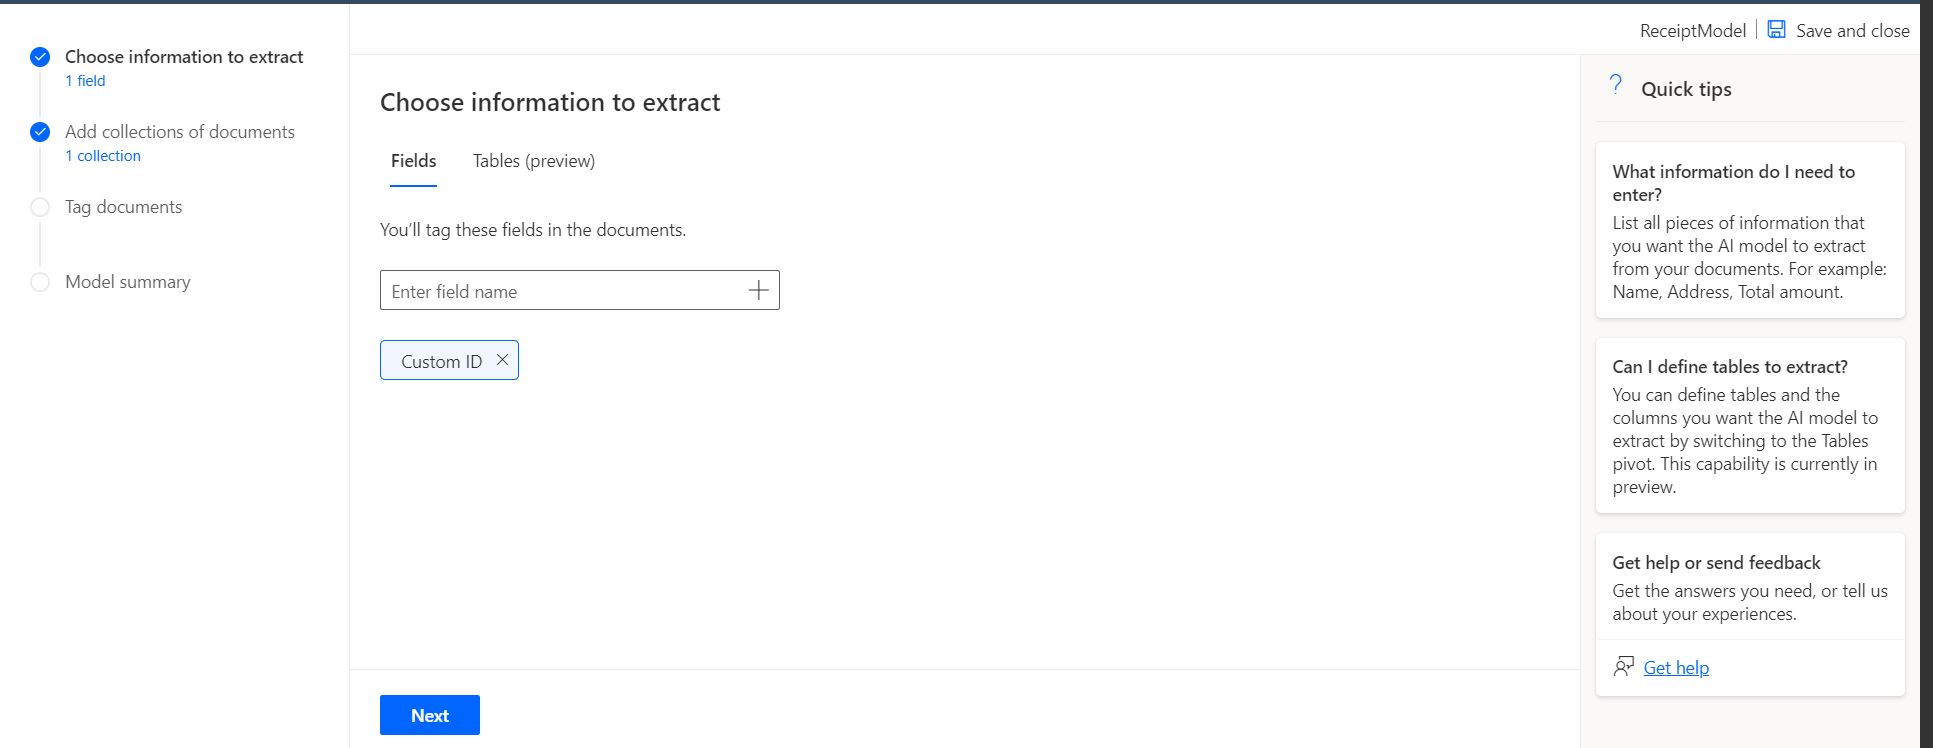 Choose information to extract
1 field
Add collections of documents
1 collection
Tag documents
Model summary
ReceiptModel
Save and close
Choose information to extract
Fields
Tables (preview)
You'll tag these fields in the documents.
Enter field name
Custom ID
Next
Quick tips
What information do I need to
enter?
List all pieces of information that
you want the AI model to extract
from your documents. For example:
Name, Address, Total amount.
Can I define tables to extract?
You can define tables and the
columns you want the AI model to
extract by switching to the Tables
pivot. This capability is currently in
preview.
Get help or send feedback
Get the answers you need, or tell us
about your experiences.
Get help